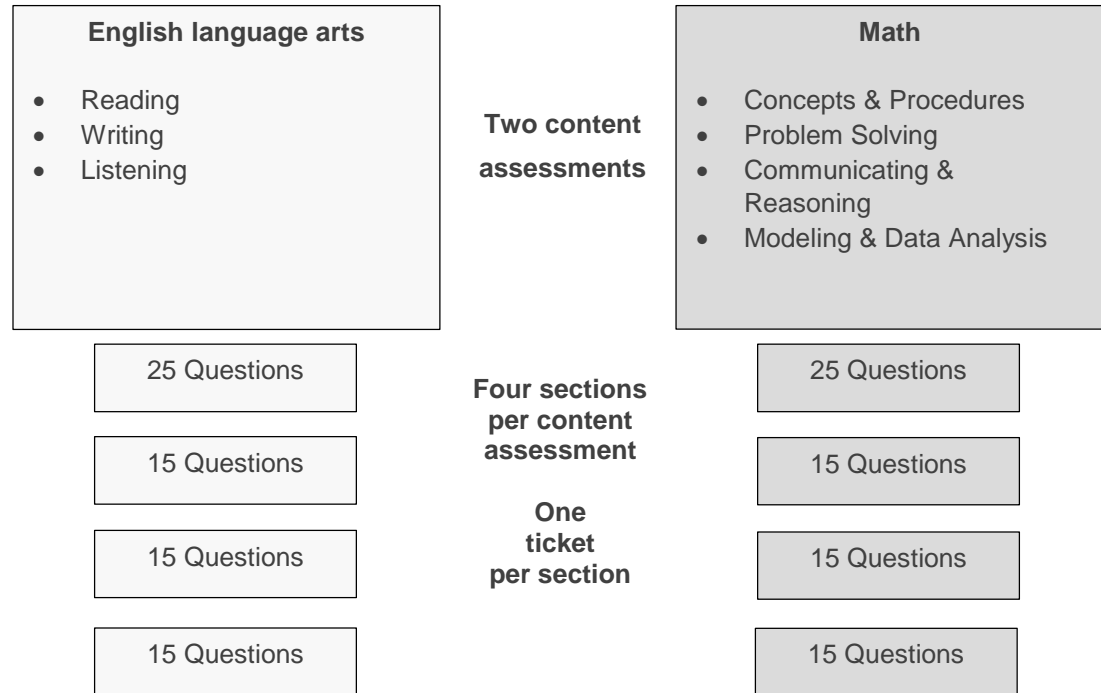 English language arts
• Reading
• Writing
• Listening
Two content
assessments
Math
• Concepts & Procedures
• Problem Solving
• Communicating &
Reasoning
• Modeling & Data Analysis
25 Questions
15 Questions
15 Questions
15 Questions
Four sections
per content
assessment
One
ticket
per section
25 Questions
15 Questions
15 Questions
15 Questions